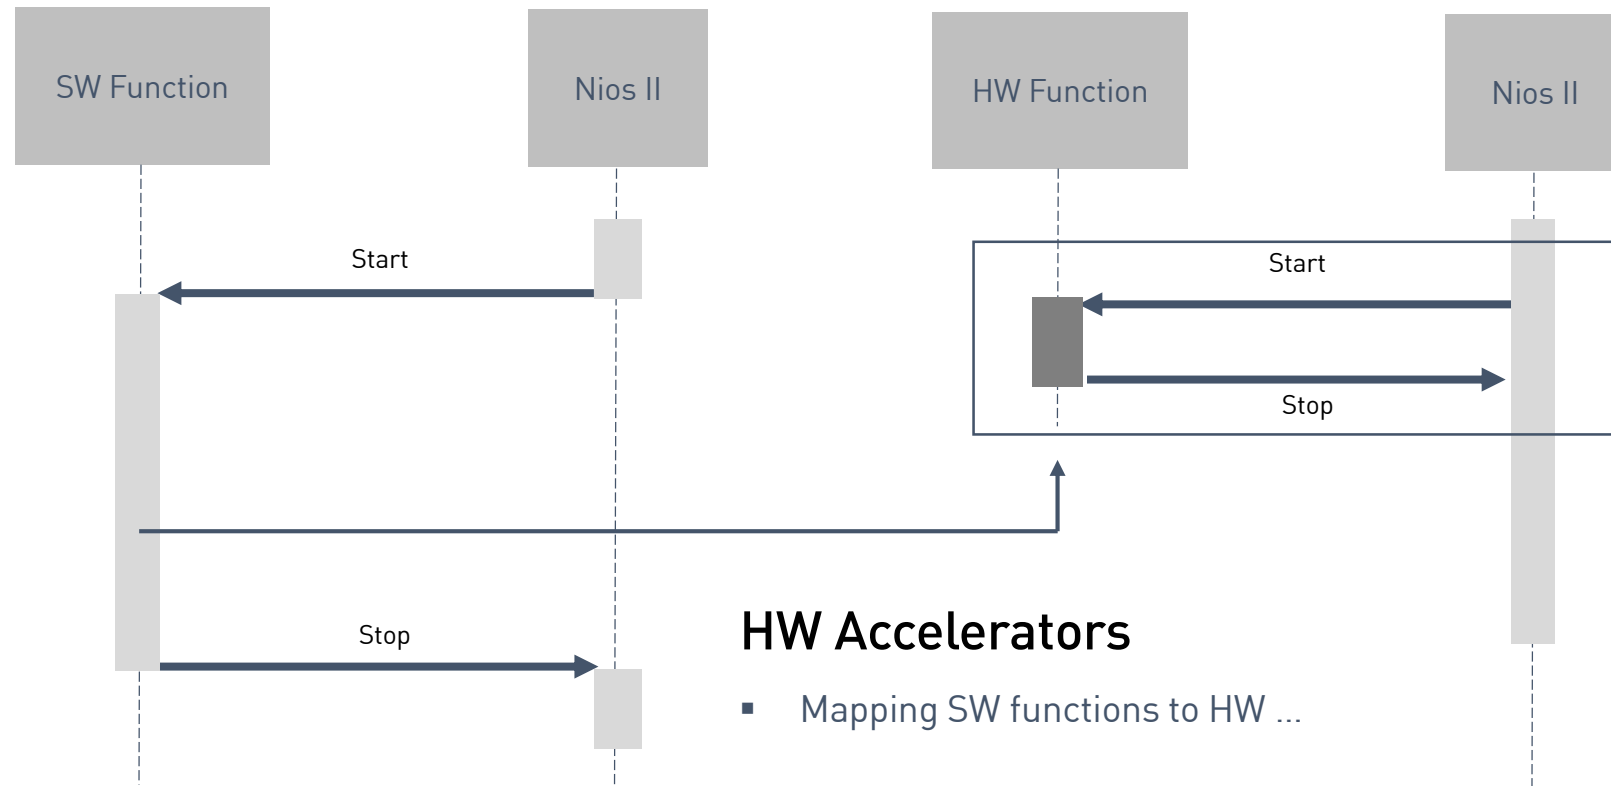 SW Function
Nios II
HW Function
Nios II
Start
Start
Stop
Stop
HW Accelerators
▪ Mapping SW functions to HW ...